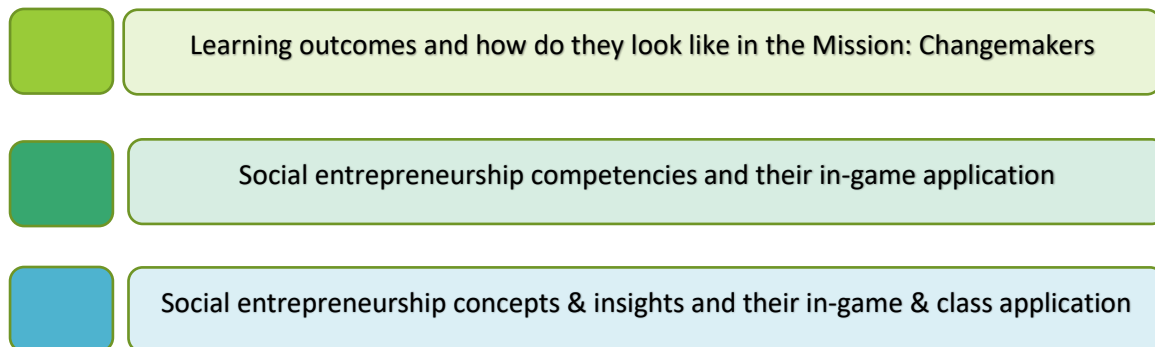 Learning outcomes and how do they look like in the Mission: Changemakers
Social entrepreneurship competencies and their in-game application
Social entrepreneurship concepts & insights and their in-game & class application